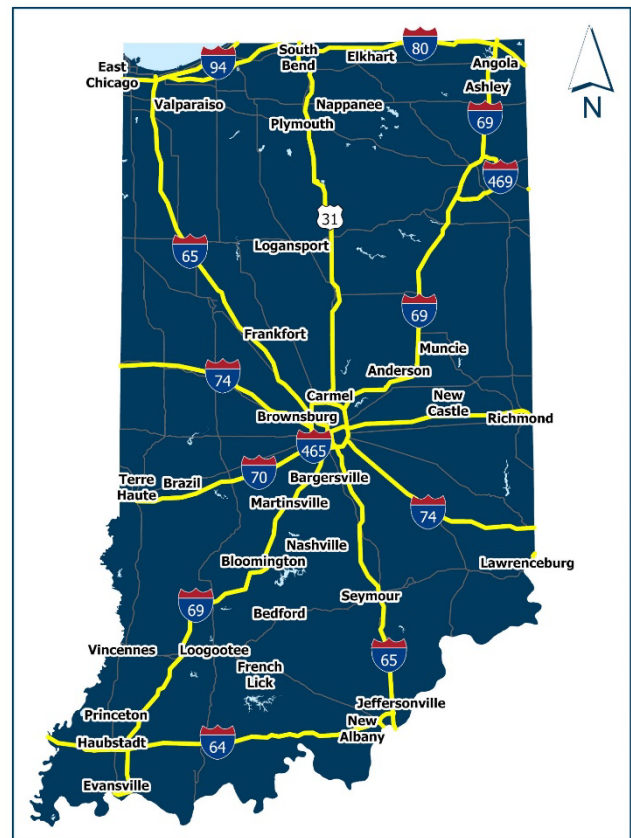 South
Bend
Elkhart
80
East
Chicago
94
Angola
Ashley
N
Valparaiso
Nappanee
Plymouth
69
469
31
Logansport
65
69
Frankfort
Muncie
Anderson
74
Carmel
New
Castle
Brownsburg
Richmond
465
70
Terre
Haute
Brazil
Bargersville
Martinsville
74
Nashville
Bloomington
Lawrenceburg
69
Seymour
Bedford
Vincennes
Loogootee
65
French
Lick
Jeffersonville
Princeton
New
Albany
Haubstadt
64
Evansville